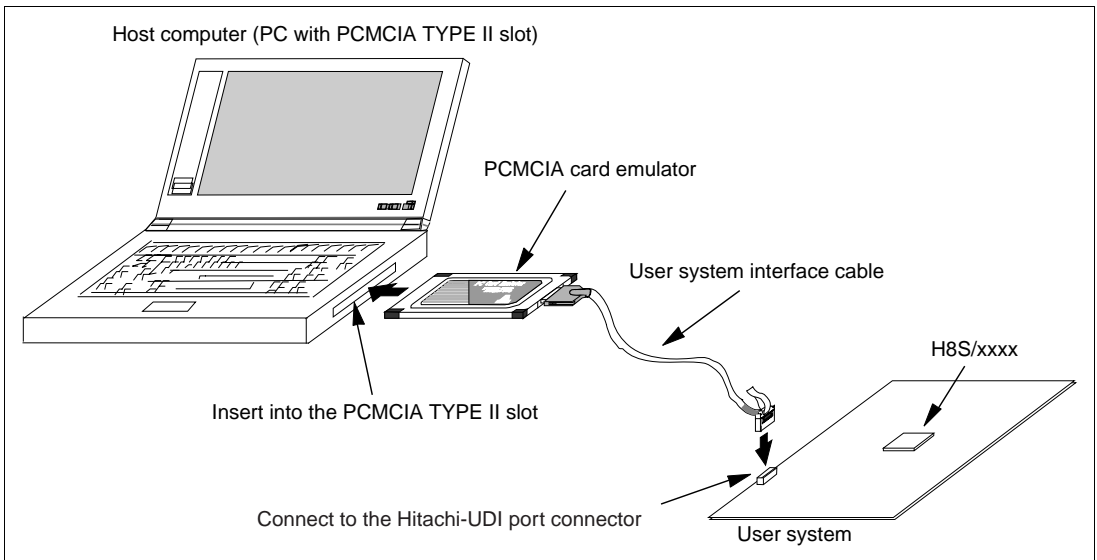 Host computer (PC with PCMCIA TYPE II slot)
PCMCIA card emulator
User system interface cable
H8S/xxxx
Insert into the PCMCIA TYPE II slot
Connect to the Hitachi-UDI port connector
User system